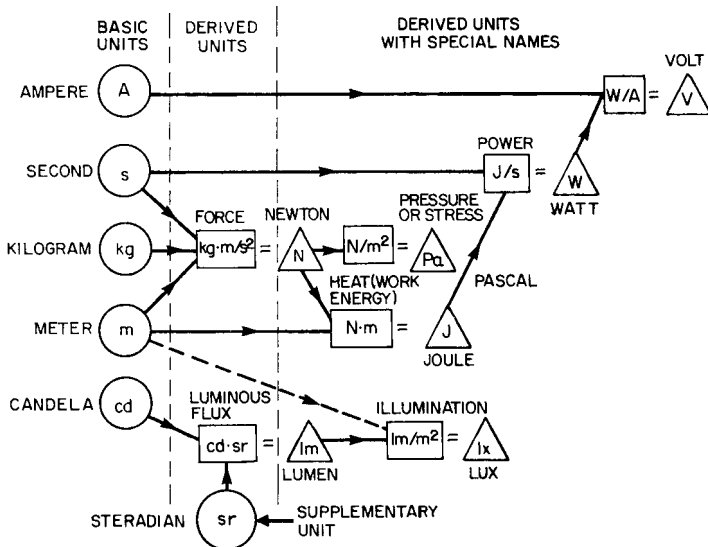 BASIC
UNITS
DERIVED
UNITS
DERIVED UNITS
WITH SPECIAL NAMES
AMPERE
A
W/A
=
VOLT
V
SECOND
s
POWER
J/s
=
W
WATT
KILOGRAM
kg
FORCE
kg·m/s²
=
NEWTON
N
N/m²
=
PRESSURE
OR STRESS
Pa
PASCAL
METER
m
HEAT(WORK
ENERGY)
N·m
=
J
JOULE
CANDELA
cd
LUMINOUS
FLUX
cd·sr
=
lm
LUMEN
ILLUMINATION
lm/m²
=
lx
LUX
STERADIAN
sr
SUPPLEMENTARY
UNIT